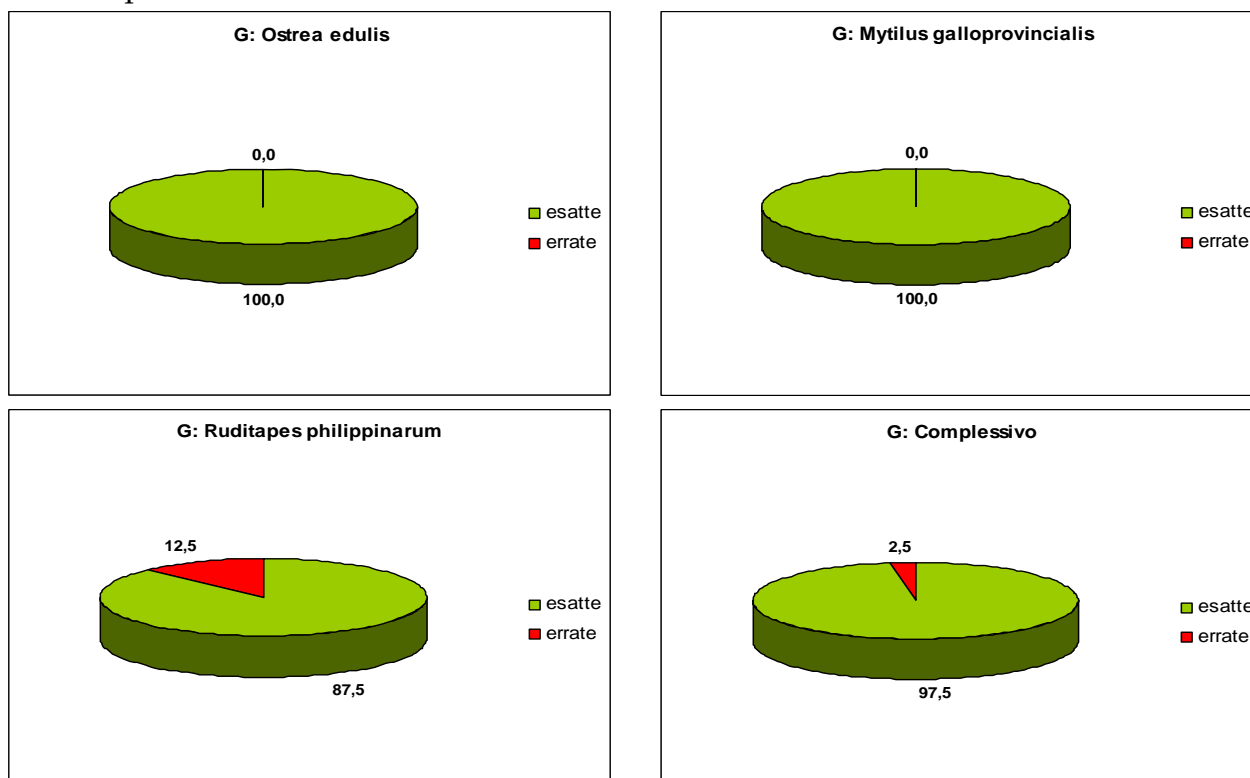 G: Ostrea edulis
0,0
esatte
errate
100,0
G: Mytilus galloprovincialis
0,0
esatte
errate
100,0
G: Ruditapes philippinarum
12,5
esatte
errate
87,5
G: Complessivo
2,5
esatte
errate
97,5